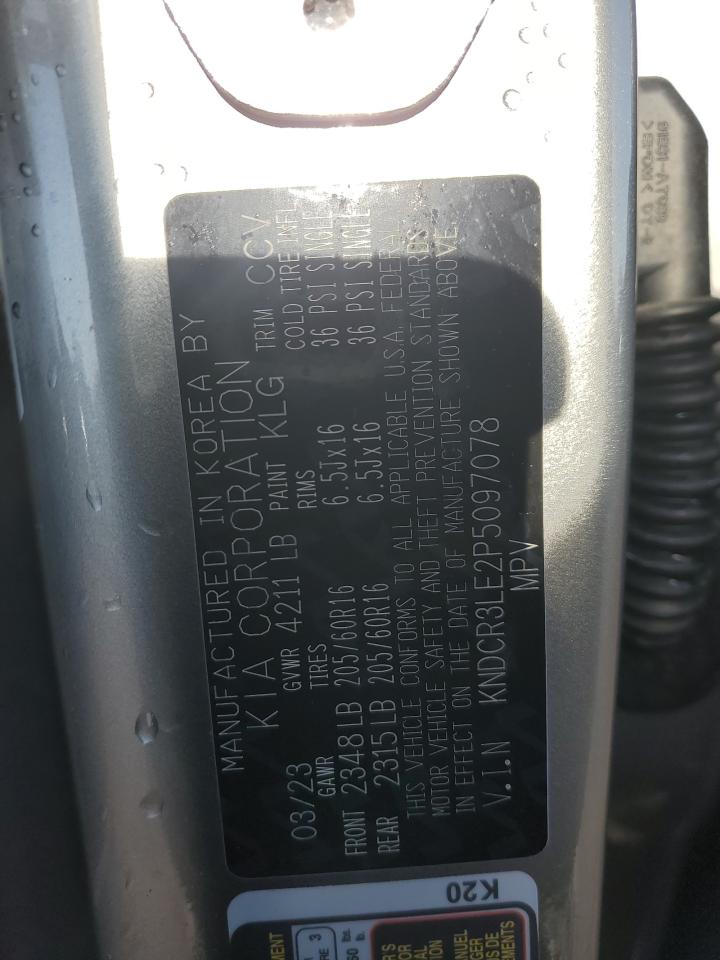 MANUFACTURED IN KOREA BY
KIA CORPORATION
03/23 GVWR 4211 LB PAINT KLG TRIM CCV
GAWR TIRES RIMS COLD TIRE INFL
FRONT 2348 LB 205/60R16 6.5Jx16 36 PSI SINGLE
REAR 2315 LB 205/60R16 6.5Jx16 36 PSI SINGLE
THIS VEHICLE CONFORMS TO ALL APPLICABLE U.S.A. FEDERAL
MOTOR VEHICLE SAFETY AND THEFT PREVENTION STANDARDS
IN EFFECT ON THE DATE OF MANUFACTURE SHOWN ABOVE.
V.I.N KNDCR3LE2P5097078
MPV
K20
MANUEL